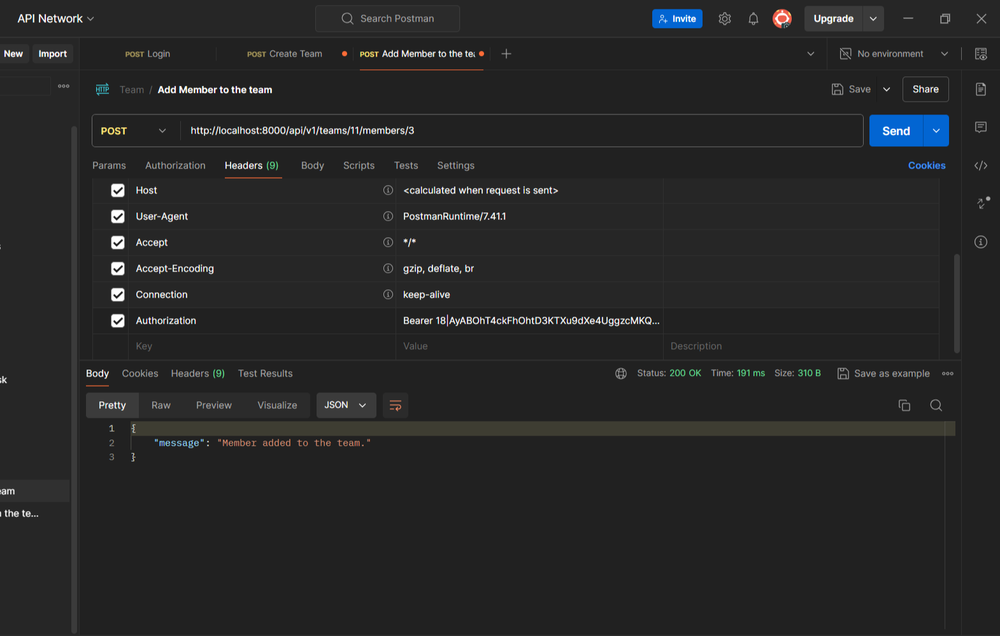 API Network
Search Postman
Invite
Upgrade
New
Import
POST Login
POST Create Team
POST Add Member to the te
No environment
HTTP
Team / Add Member to the team
Save
Share
POST
http://localhost:8000/api/v1/teams/11/members/3
Send
Params
Authorization
Headers (9)
Body
Scripts
Tests
Settings
Cookies
Host
<calculated when request is sent>
User-Agent
PostmanRuntime/7.41.1
Accept
*/*
Accept-Encoding
gzip, deflate, br
Connection
keep-alive
Authorization
Bearer 18|AyABOhT4ckFhOhtD3KTXu9dXe4UggzcMKQ...
Key
Value
Description
Body
Cookies
Headers (9)
Test Results
Status: 200 OK
Time: 191 ms
Size: 310 B
Save as example
sk
Pretty
Raw
Preview
Visualize
JSON
1 {
2 "message": "Member added to the team."
3 }
eam
the te...